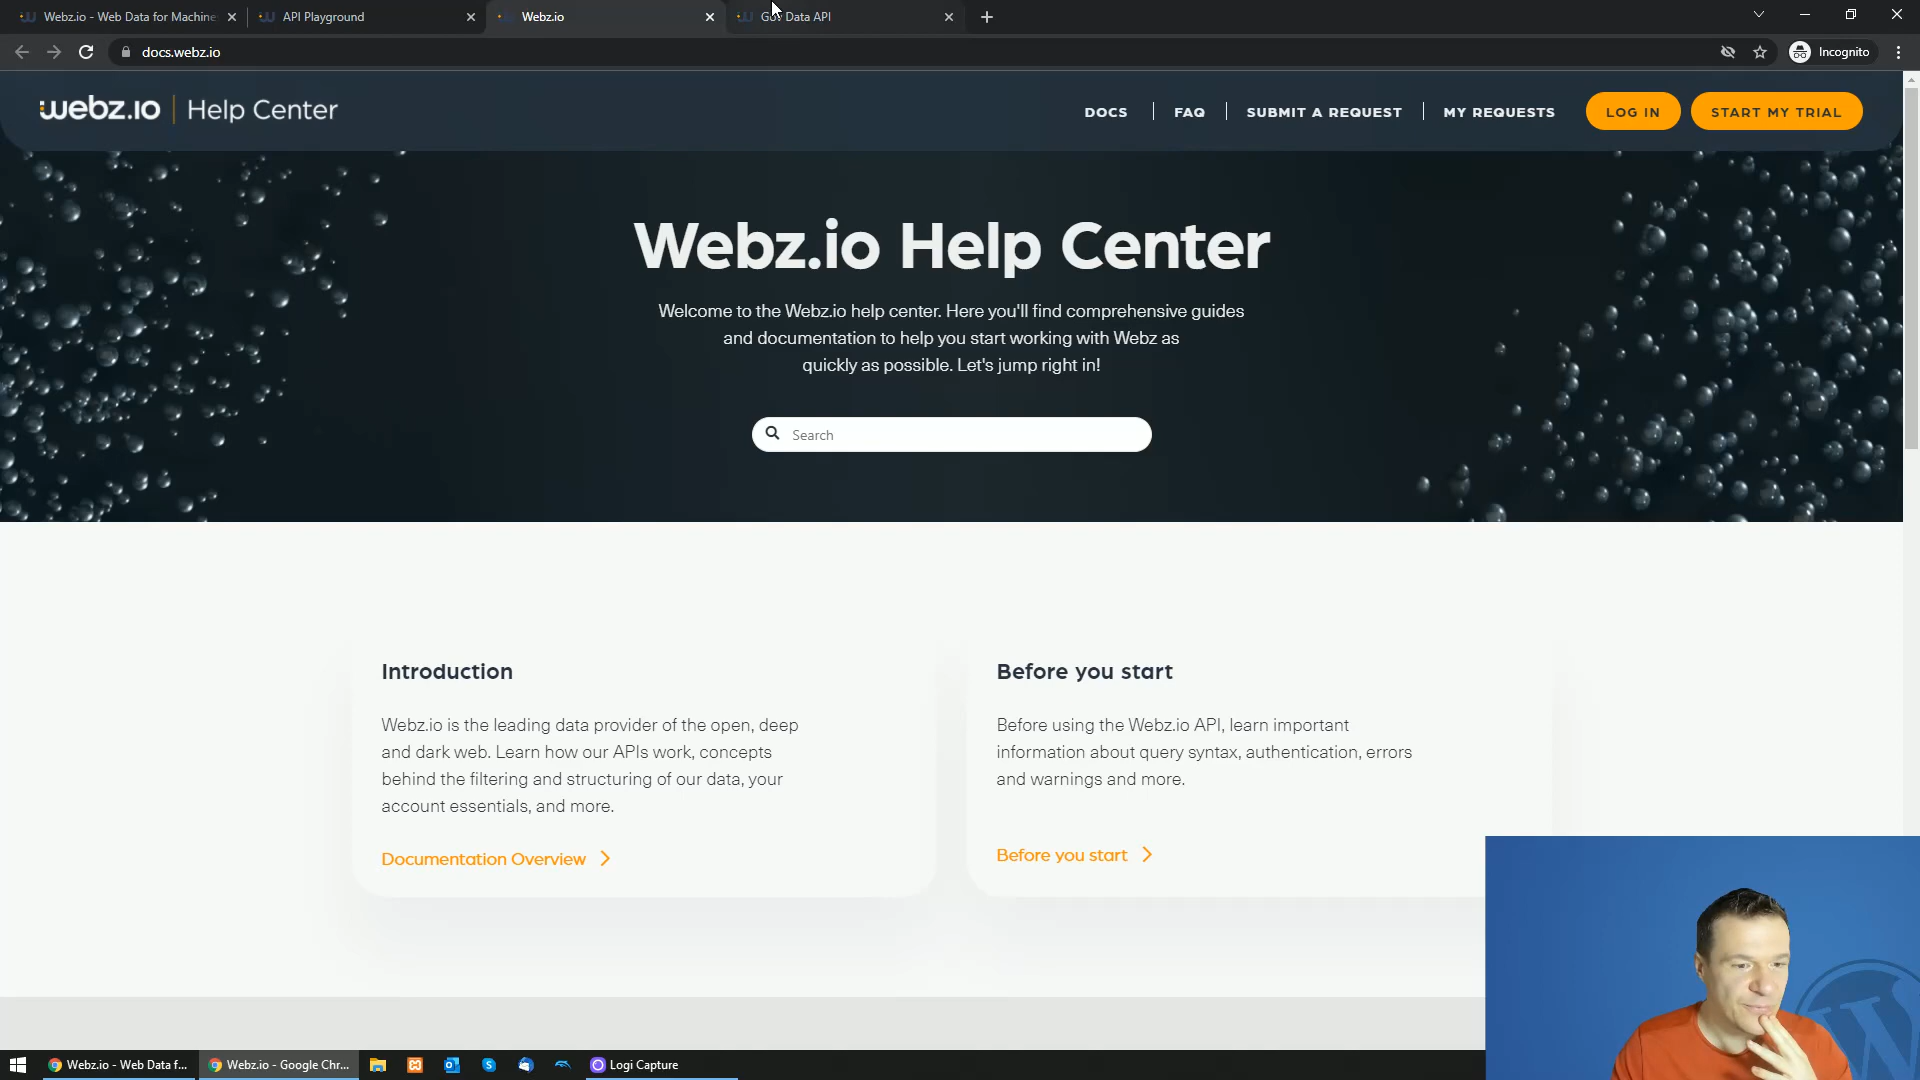 Webz.io - Web Data for Machine
API Playground
Webz.io
Gov Data API
docs.webz.io
Incognito
webz.io | Help Center
DOCS
FAQ
SUBMIT A REQUEST
MY REQUESTS
LOG IN
START MY TRIAL
Webz.io Help Center
Welcome to the Webz.io help center. Here you'll find comprehensive guides
and documentation to help you start working with Webz as
quickly as possible. Let's jump right in!
Search
Introduction
Webz.io is the leading data provider of the open, deep
and dark web. Learn how our APIs work, concepts
behind the filtering and structuring of our data, your
account essentials, and more.
Documentation Overview
Before you start
Before using the Webz.io API, learn important
information about query syntax, authentication, errors
and warnings and more.
Before you start
Webz.io - Web Data f...
Webz.io - Google Chr...
Logi Capture